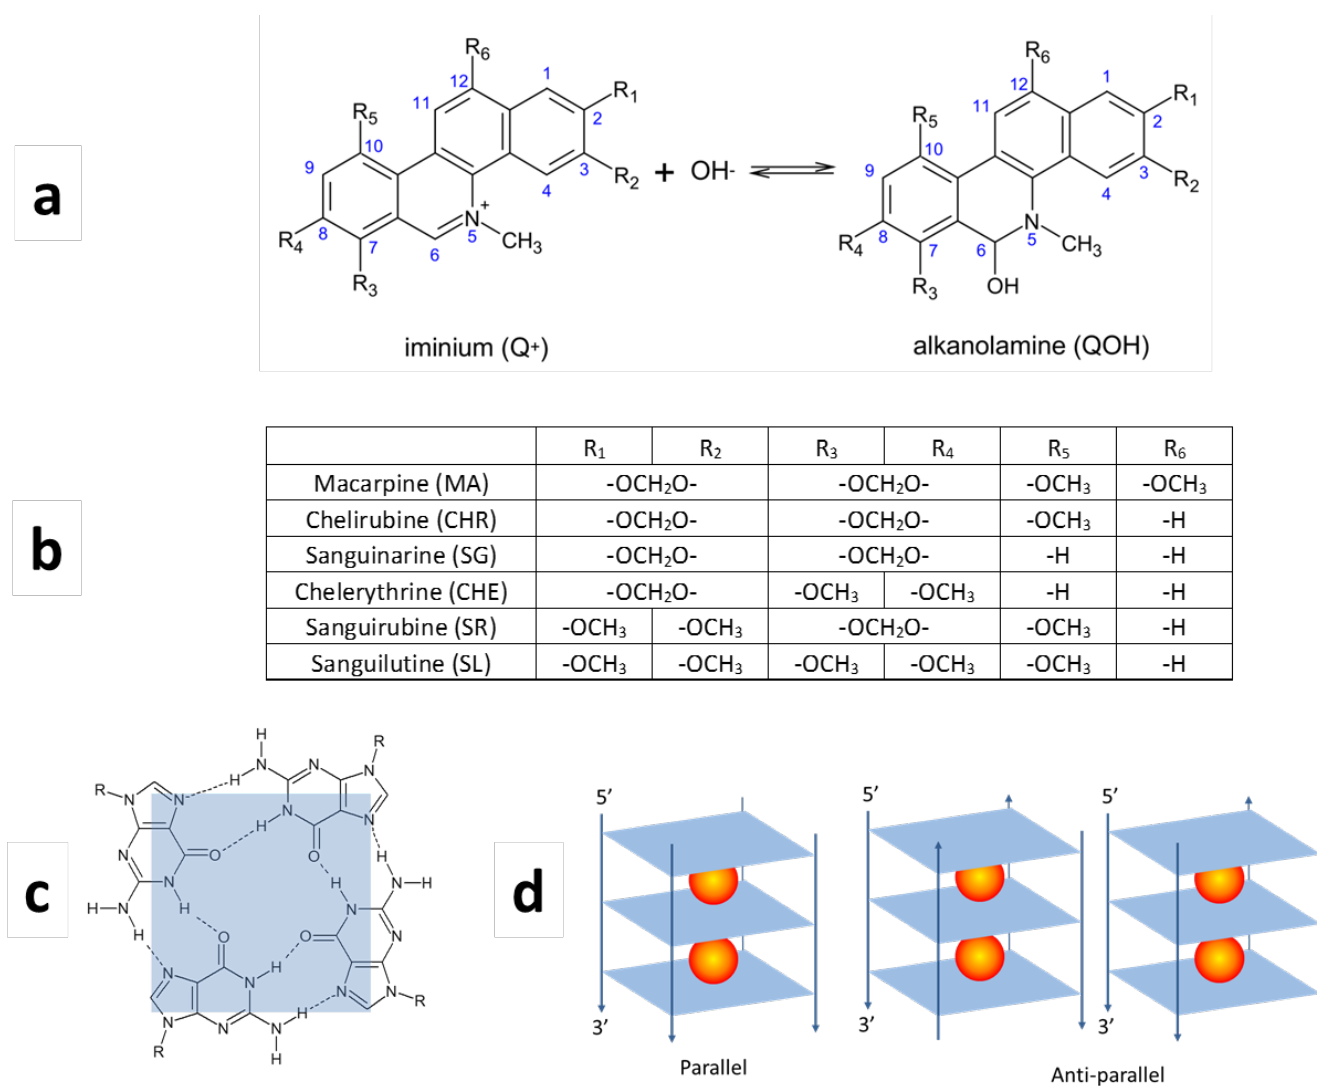 a
R6
12
1
R1
11
2
R5
10
3
R2
9
4
+ OH-
N+
5
CH3
R4
8
7
6
R3
iminium (Q+)
R6
12
1
R1
11
2
R5
10
3
R2
9
4
N
5
CH3
R4
8
7
6
R3
OH
alkanolamine (QOH)
b
R1 R2 R3 R4 R5 R6
Macarpine (MA) -OCH2O- -OCH2O- -OCH3 -OCH3
Chelirubine (CHR) -OCH2O- -OCH2O- -OCH3 -H
Sanguinarine (SG) -OCH2O- -OCH2O- -H -H
Chelerythrine (CHE) -OCH2O- -OCH3 -OCH3 -H -H
Sanguirubine (SR) -OCH3 -OCH3 -OCH2O- -OCH3 -H
Sanguilutine (SL) -OCH3 -OCH3 -OCH3 -OCH3 -OCH3 -H
c
H
R
H N N N
R N N
H N N
O
O
H
N
N H
N H
H N N
H
H
O O N
N H
N
N N R
N N H
R H
d
5’
3’
Parallel
5’
3’
5’
3’
Anti-parallel